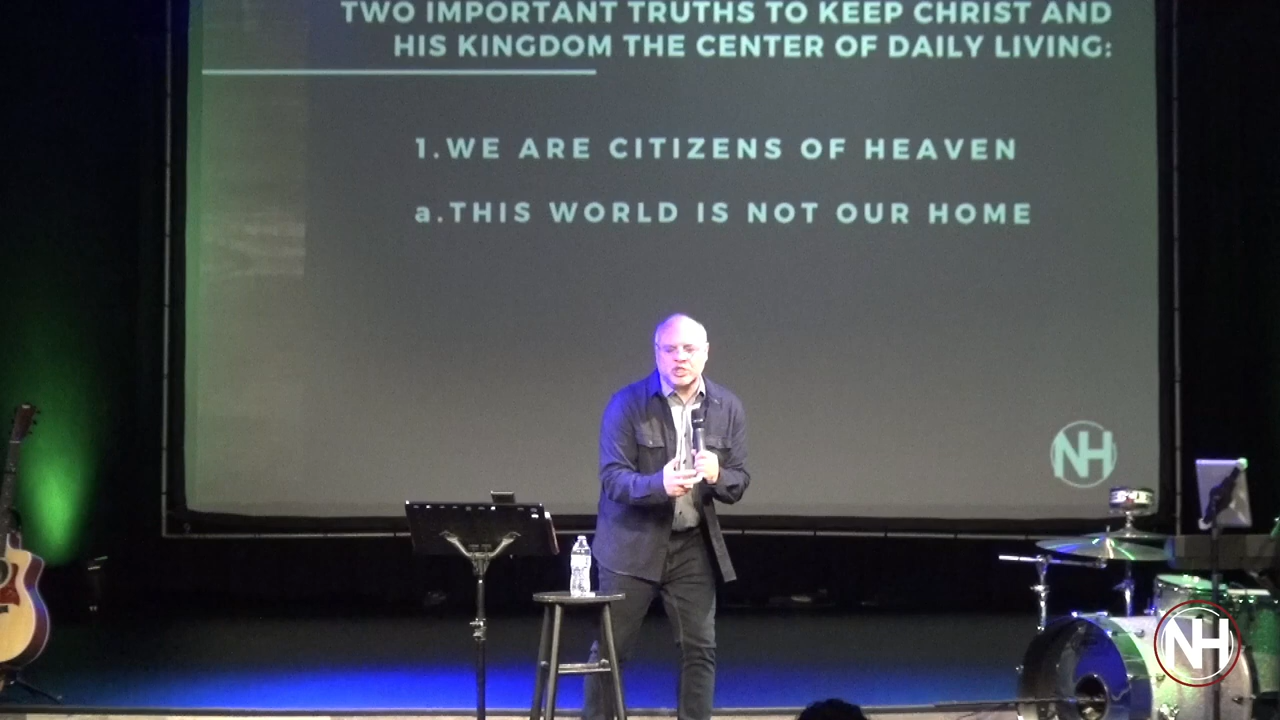 TWO IMPORTANT TRUTHS TO KEEP CHRIST AND
HIS KINGDOM THE CENTER OF DAILY LIVING:
1.WE ARE CITIZENS OF HEAVEN
a.THIS WORLD IS NOT OUR HOME
NH
NH